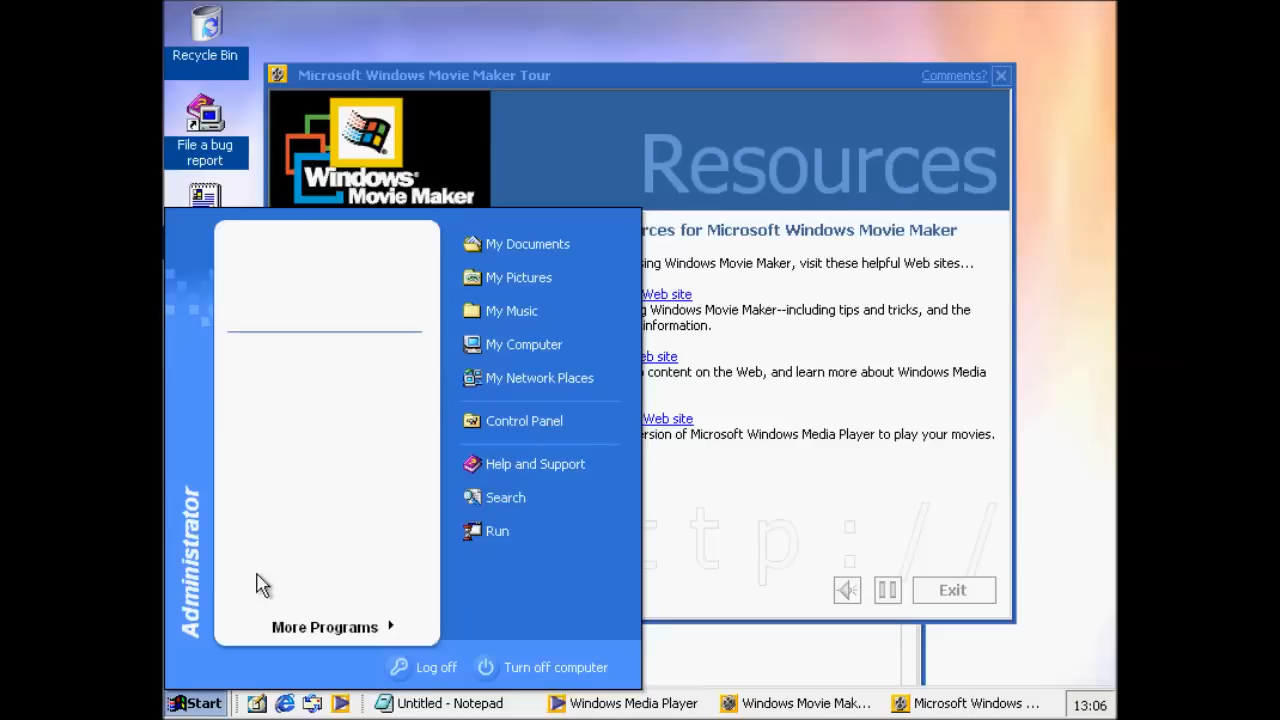 Recycle Bin
File a bug
report
Microsoft Windows Movie Maker Tour
Comments?
Windows
Movie Maker
Resources
rces for Microsoft Windows Movie Maker
ing Windows Movie Maker, visit these helpful Web sites...
Web site
g Windows Movie Maker--including tips and tricks, and the
information.
eb site
content on the Web, and learn more about Windows Media
Web site
rsion of Microsoft Windows Media Player to play your movies.
ttp://
Exit
Administrator
My Documents
My Pictures
My Music
My Computer
My Network Places
Control Panel
Help and Support
Search
Run
More Programs
Log off
Turn off computer
Start
Untitled - Notepad
Windows Media Player
Windows Movie Mak...
Microsoft Windows ...
13:06